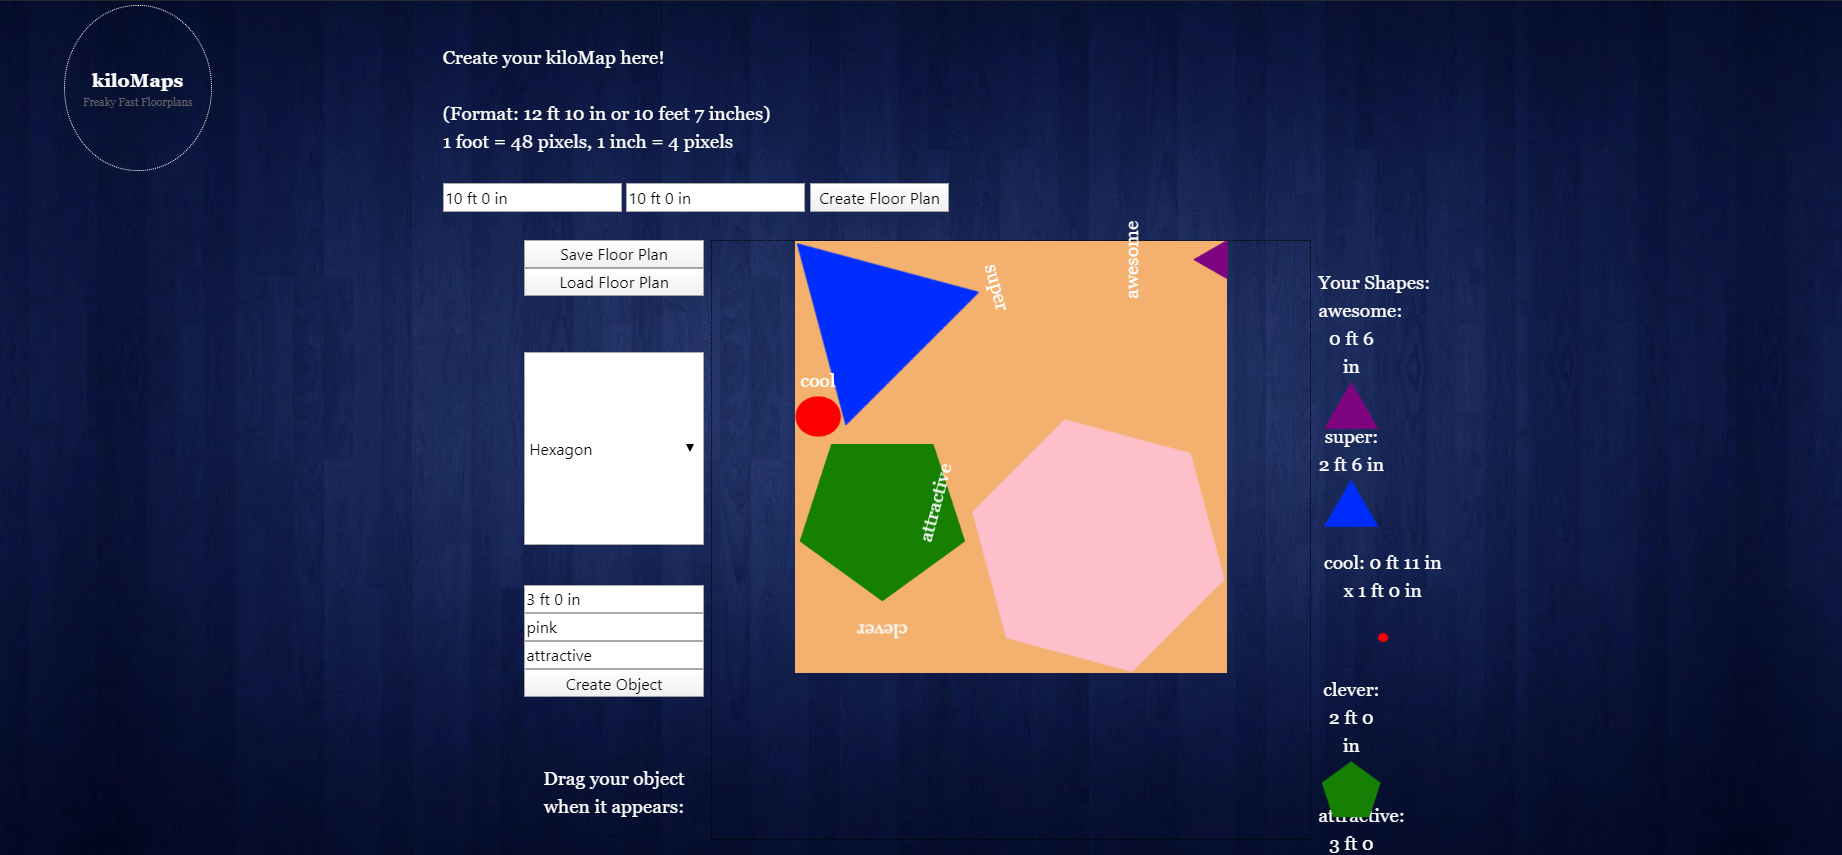 kiloMaps
Freaky Fast Floorplans
Create your kiloMap here!
(Format: 12 ft 10 in or 10 feet 7 inches)
1 foot = 48 pixels, 1 inch = 4 pixels
10 ft 0 in
10 ft 0 in
Create Floor Plan
Save Floor Plan
Load Floor Plan
Hexagon
3 ft 0 in
pink
attractive
Create Object
Drag your object
when it appears:
super
awesome
cool
attractive
clever
Your Shapes:
awesome:
0 ft 6
in
super:
2 ft 6 in
cool: 0 ft 11 in
x 1 ft 0 in
clever:
2 ft 0
in
attractive:
3 ft 0